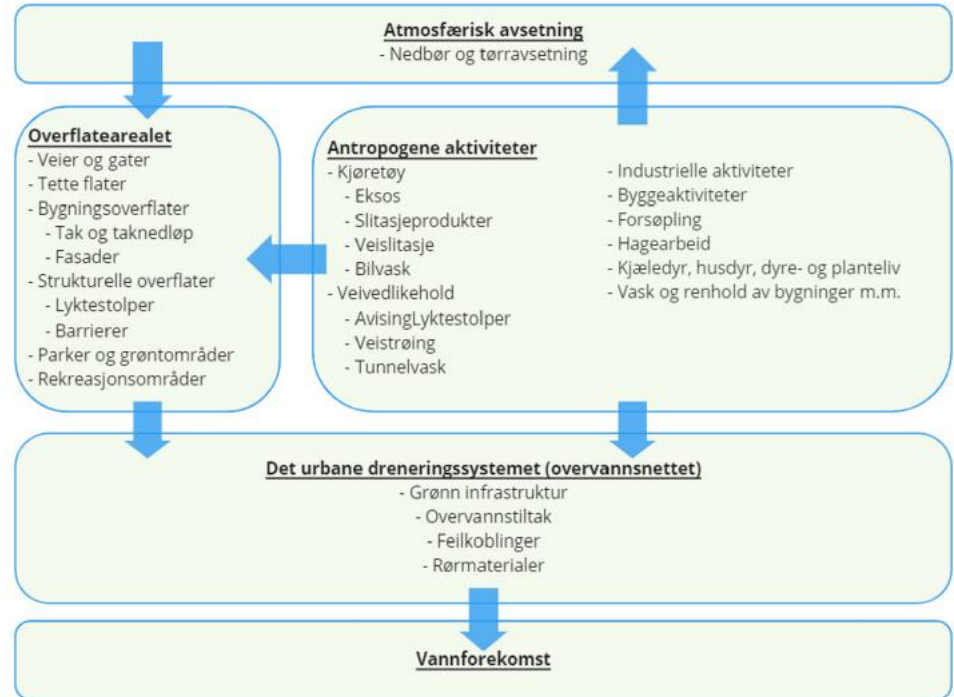 Atmosfærisk avsetning
- Nedbør og tørravsetning
Overflatearealet
- Veier og gater
- Tette flater
- Bygningsoverflater
- Tak og taknedløp
- Fasader
- Strukturelle overflater
- Lyktestolper
- Barrierer
- Parker og grøntområder
- Rekreasjonsområder
Antropogene aktiviteter
- Kjøretøy
- Eksos
- Slitasjeprodukter
- Veislitasje
- Bilvask
- Veivedlikehold
- AvisingLyktestolper
- Veistrøing
- Tunnelvask
- Industrielle aktiviteter
- Byggeaktiviteter
- Forsøpling
- Hagearbeid
- Kjæledyr, husdyr, dyre- og planteliv
- Vask og renhold av bygninger m.m.
Det urbane dreneringssystemet (overvannsnettet)
- Grønn infrastruktur
- Overvannstiltak
- Feilkoblinger
- Rørmaterialer
Vannforekomst